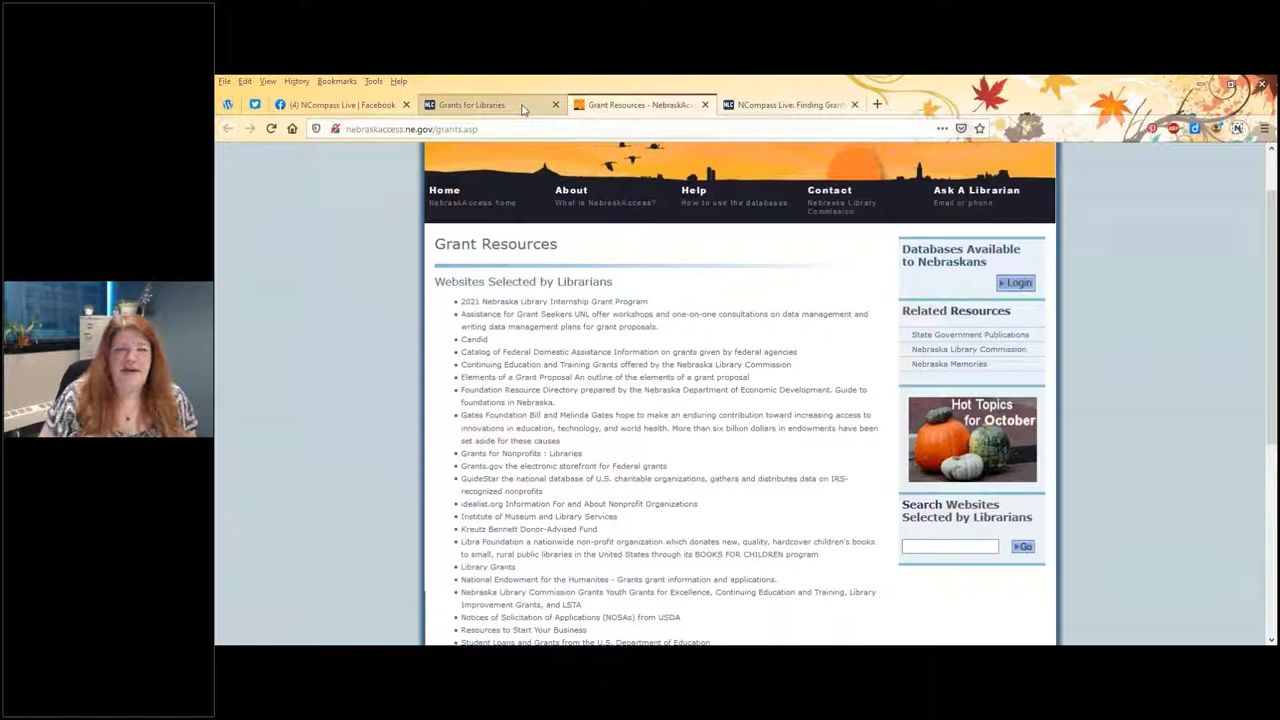 File Edit View History Bookmarks Tools Help
(4) NCompass Live | Facebook
NLC Grants for Libraries
Grant Resources - NebraskAcc
NLC NCompass Live: Finding Grant
nebraskaccess.ne.gov/grants.asp
Home About Help Contact Ask A Librarian
NebraskAccess home What is NebraskAccess? How to use the databases Nebraska Library Commission Email or phone
Grant Resources
Websites Selected by Librarians
2021 Nebraska Library Internship Grant Program
Assistance for Grant Seekers UNL offer workshops and one-on-one consultations on data management and
writing data management plans for grant proposals.
Candid
Catalog of Federal Domestic Assistance Information on grants given by federal agencies
Continuing Education and Training Grants offered by the Nebraska Library Commission
Elements of a Grant Proposal An outline of the elements of a grant proposal
Foundation Resource Directory prepared by the Nebraska Department of Economic Development. Guide to
foundations in Nebraska.
Gates Foundation Bill and Melinda Gates hope to make an enduring contribution toward increasing access to
innovations in education, technology, and world health. More than six billion dollars in endowments have been
set aside for these causes
Grants for Nonprofits : Libraries
Grants.gov the electronic storefront for Federal grants
GuideStar the national database of U.S. charitable organizations, gathers and distributes data on IRS-
recognized nonprofits
idealist.org Information For and About Nonprofit Organizations
Institute of Museum and Library Services
Kreutz Bennett Donor-Advised Fund
Libra Foundation a nationwide non-profit organization which donates new, quality, hardcover children's books
to small, rural public libraries in the United States through its BOOKS FOR CHILDREN program
Library Grants
National Endowment for the Humanites - Grants grant information and applications.
Nebraska Library Commission Grants Youth Grants for Excellence, Continuing Education and Training, Library
Improvement Grants, and LSTA
Notices of Solicitation of Applications (NOSAs) from USDA
Resources to Start Your Business
Student Loans and Grants from the U.S. Department of Education
Databases Available
to Nebraskans
Login
Related Resources
State Government Publications
Nebraska Library Commission
Nebraska Memories
Hot Topics
for October
Search Websites
Selected by Librarians
Go